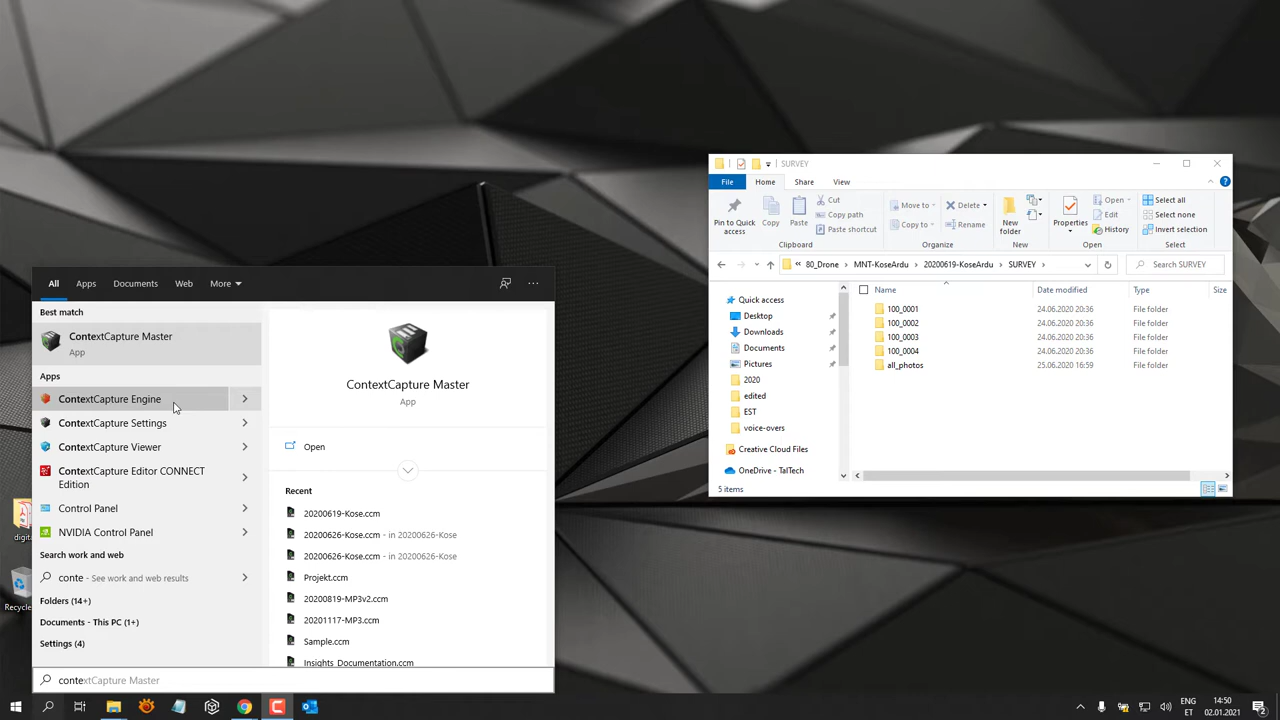 All Apps Documents Web More
Best match
ContextCapture Master
App
Apps
ContextCapture Engine
ContextCapture Settings
ContextCapture Viewer
ContextCapture Editor CONNECT
Edition
Control Panel
NVIDIA Control Panel
Search work and web
conte - See work and web results
Folders (14+)
Documents - This PC (1+)
Settings (4)
ContextCapture Master
App
Open
Recent
20200619-Kose.ccm
20200626-Kose.ccm - in 20200626-Kose
20200626-Kose.ccm - in 20200626-Kose
Projekt.ccm
20200819-MP3v2.ccm
20201117-MP3.ccm
Sample.ccm
Insights_Documentation.ccm
contextCapture Master
digit
Recycle
SURVEY
File Home Share View
Pin to Quick
access
Copy
Paste
Cut
Copy path
Paste shortcut
Clipboard
Move to
Copy to
Delete
Rename
Organize
New
folder
New
Properties
Open
Edit
History
Open
Select all
Select none
Invert selection
Select
« 80_Drone > MNT-KoseArdu > 20200619-KoseArdu > SURVEY >
Search SURVEY
Quick access
Desktop
Downloads
Documents
Pictures
2020
edited
EST
voice-overs
Creative Cloud Files
OneDrive - TalTech
Name Date modified Type Size
100_0001 24.06.2020 20:36 File folder
100_0002 24.06.2020 20:36 File folder
100_0003 24.06.2020 20:36 File folder
100_0004 24.06.2020 20:36 File folder
all_photos 25.06.2020 16:59 File folder
5 items
ENG
ET
14:50
02.01.2021
2